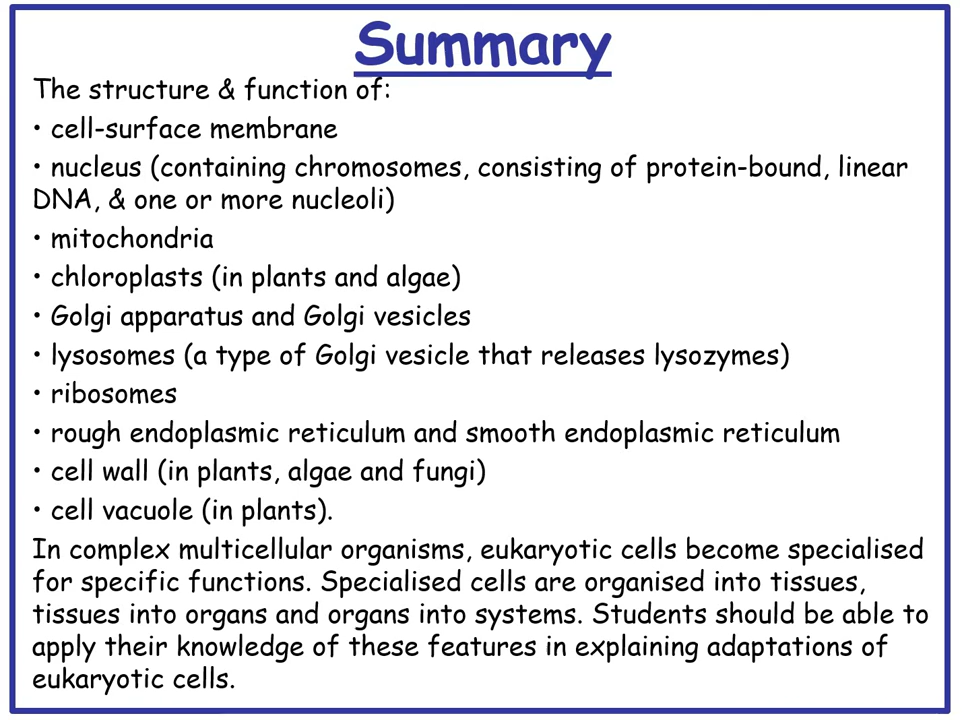 Summary
The structure & function of:
• cell-surface membrane
• nucleus (containing chromosomes, consisting of protein-bound, linear
DNA, & one or more nucleoli)
• mitochondria
• chloroplasts (in plants and algae)
• Golgi apparatus and Golgi vesicles
• lysosomes (a type of Golgi vesicle that releases lysozymes)
• ribosomes
• rough endoplasmic reticulum and smooth endoplasmic reticulum
• cell wall (in plants, algae and fungi)
• cell vacuole (in plants).
In complex multicellular organisms, eukaryotic cells become specialised
for specific functions. Specialised cells are organised into tissues,
tissues into organs and organs into systems. Students should be able to
apply their knowledge of these features in explaining adaptations of
eukaryotic cells.